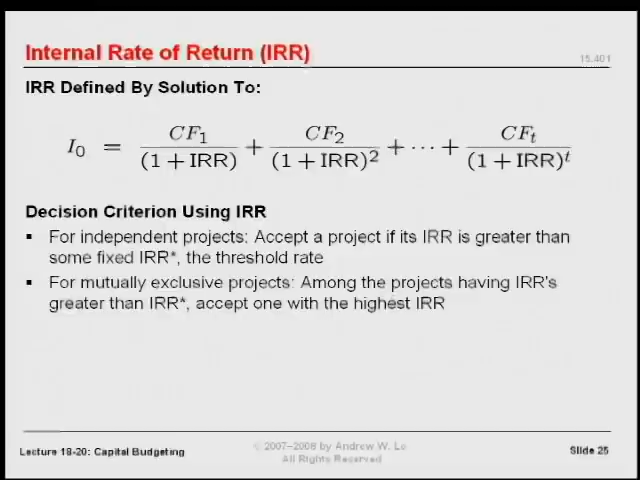 Internal Rate of Return (IRR)
15.401
IRR Defined By Solution To:
I₀ = CF₁/(1 + IRR) + CF₂/(1 + IRR)² + ··· + CFₜ/(1 + IRR)ᵗ
Decision Criterion Using IRR
▪ For independent projects: Accept a project if its IRR is greater than
some fixed IRR*, the threshold rate
▪ For mutually exclusive projects: Among the projects having IRR's
greater than IRR*, accept one with the highest IRR
Lecture 18-20: Capital Budgeting
© 2007–2008 by Andrew W. Lo
All Rights Reserved
Slide 25